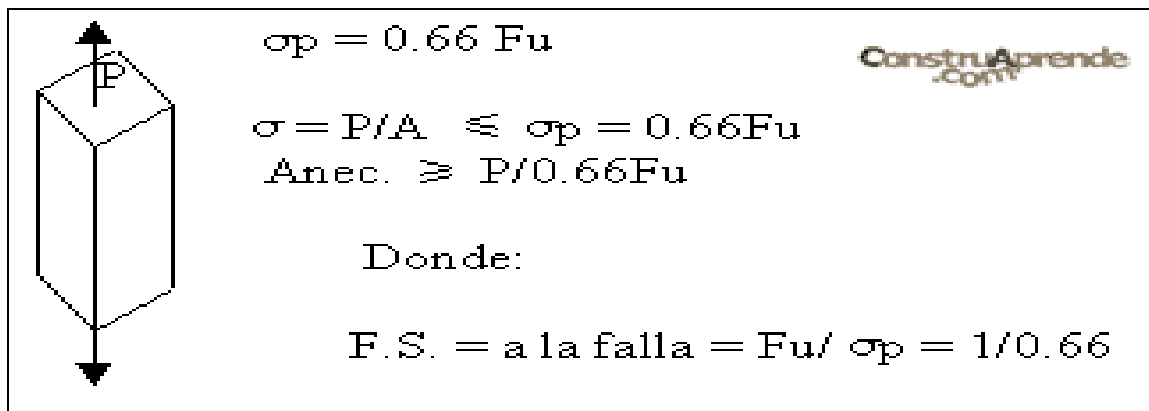 σp = 0.66 Fu
ConstruAprende
.com
P
σ = P/A ⩽ σp = 0.66Fu
Anec. ⩾ P/0.66Fu
Donde:
F.S. = a la falla = Fu/ σp = 1/0.66